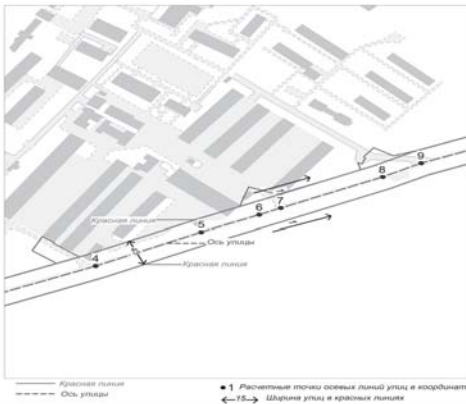 9
8
7
6
Красная линия
5
Ось улицы
4
Красная линия
Красная линия
• 1 Расчетные точки осевых линий улиц в координат
Ось улицы
15 Ширина улиц в красных линиях